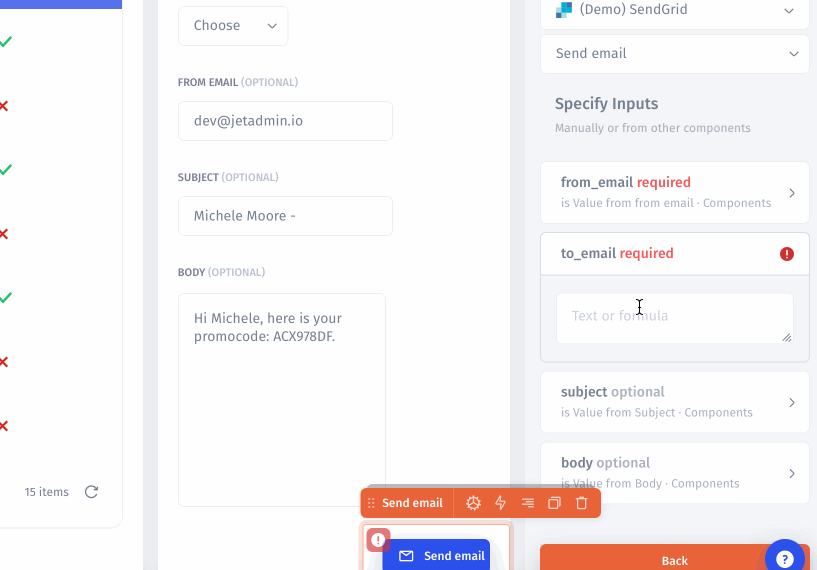 Choose
FROM EMAIL (OPTIONAL)
dev@jetadmin.io
SUBJECT (OPTIONAL)
Michele Moore -
BODY (OPTIONAL)
Hi Michele, here is your
promocode: ACX978DF.
15 items
(Demo) SendGrid
Send email
Specify Inputs
Manually or from other components
from_email required
is Value from from email · Components
to_email required
Text or formula
subject optional
is Value from Subject · Components
body optional
is Value from Body · Components
Send email
Send email
Back